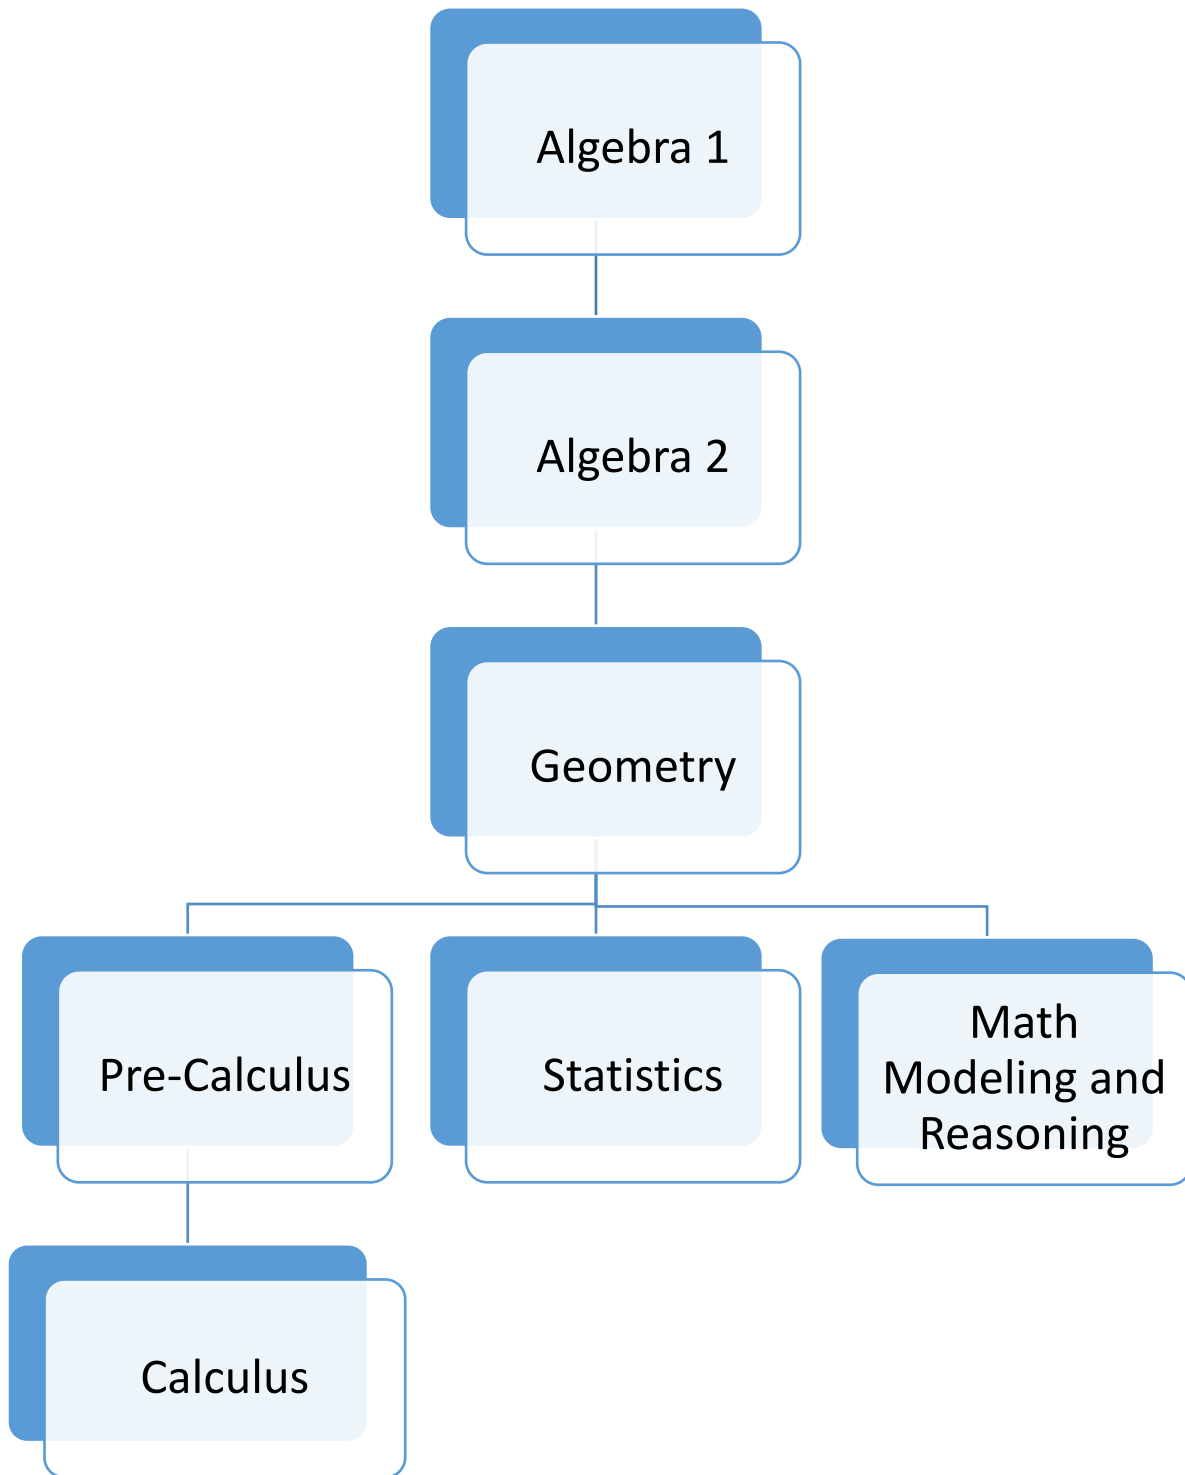 Algebra 1
Algebra 2
Geometry
Pre-Calculus
Statistics
Math
Modeling and
Reasoning
Calculus